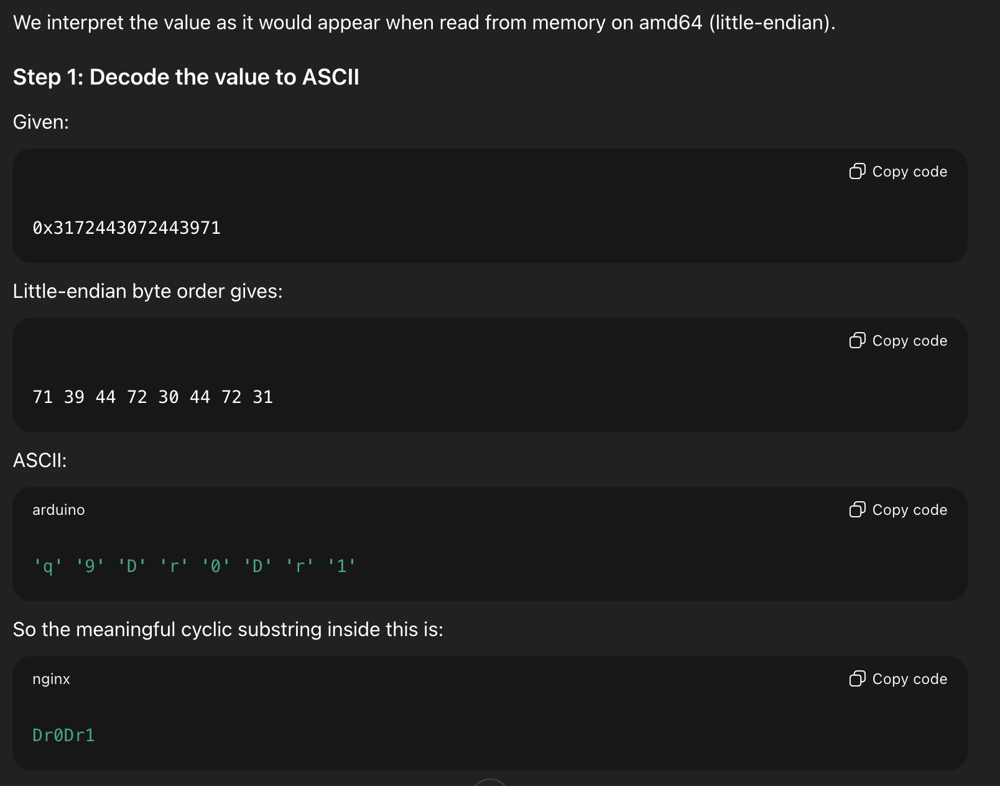 We interpret the value as it would appear when read from memory on amd64 (little-endian).
Step 1: Decode the value to ASCII
Given:
Copy code
0x3172443072443971
Little-endian byte order gives:
Copy code
71 39 44 72 30 44 72 31
ASCII:
arduino Copy code
'q' '9' 'D' 'r' '0' 'D' 'r' '1'
So the meaningful cyclic substring inside this is:
nginx Copy code
Dr0Dr1